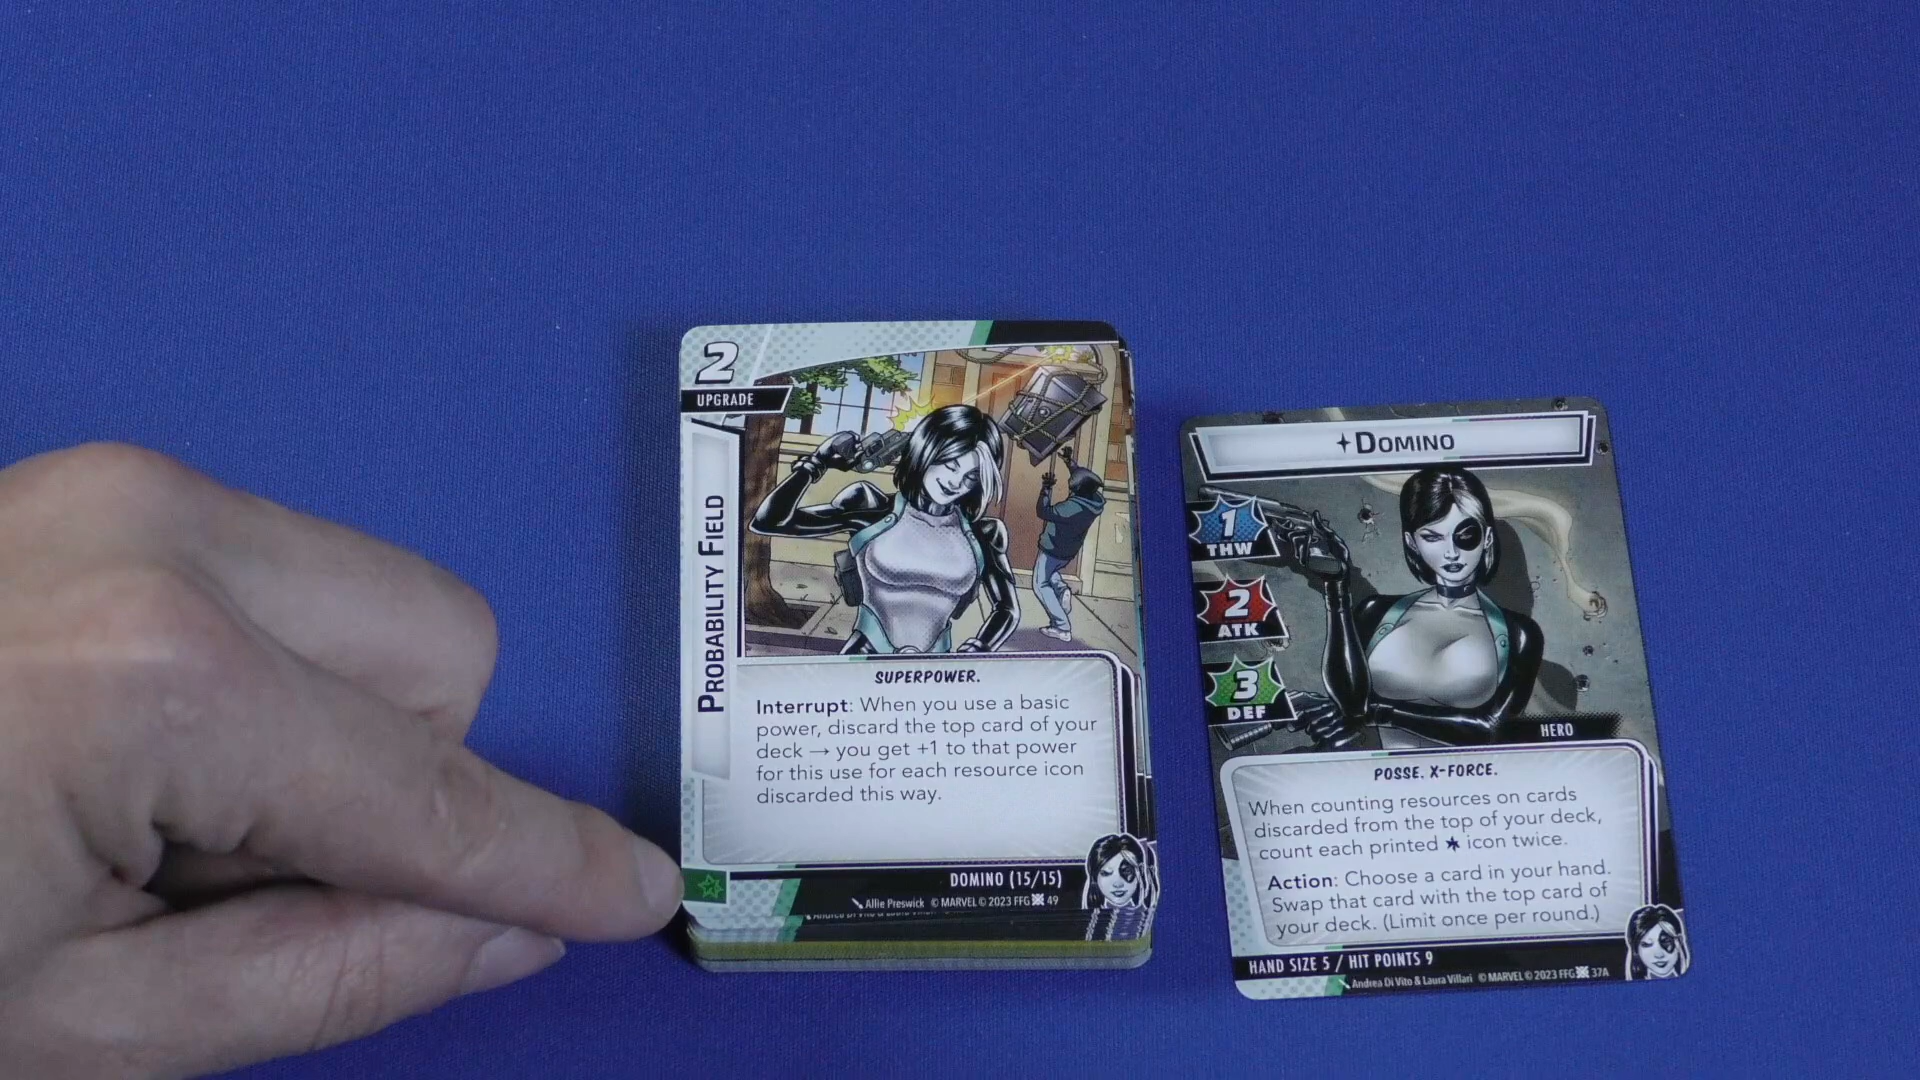 2
UPGRADE
PROBABILITY FIELD
SUPERPOWER.
Interrupt: When you use a basic
power, discard the top card of your
deck → you get +1 to that power
for this use for each resource icon
discarded this way.
DOMINO (15/15)
Allie Preswick © MARVEL © 2023 FFG 49
DOMINO
1
THW
2
ATK
3
DEF
HERO
POSSE. X-FORCE.
When counting resources on cards
discarded from the top of your deck,
count each printed icon twice.
Action: Choose a card in your hand.
Swap that card with the top card of
your deck. (Limit once per round.)
HAND SIZE 5 / HIT POINTS 9
Andrea Di Vito & Laura Villari © MARVEL © 2023 FFG 37A